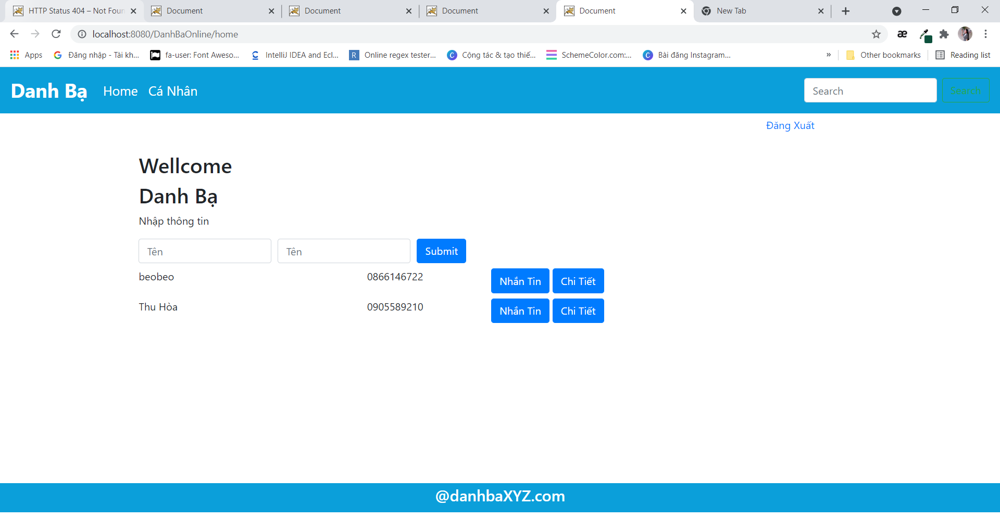 HTTP Status 404 – Not Foun
Document
Document
Document
Document
New Tab
localhost:8080/DanhBaOnline/home
Apps
Đăng nhập - Tài kh...
fa-user: Font Aweso...
IntelliJ IDEA and Ecl...
Online regex tester...
Cộng tác & tạo thiế...
SchemeColor.com:...
Bài đăng Instagram...
»
Other bookmarks
Reading list
Danh Bạ Home Cá Nhân
Search
Search
Đăng Xuất
Wellcome
Danh Bạ
Nhập thông tin
Tên Tên Submit
beobeo 0866146722 Nhắn Tin Chi Tiết
Thu Hòa 0905589210 Nhắn Tin Chi Tiết
@danhbaXYZ.com